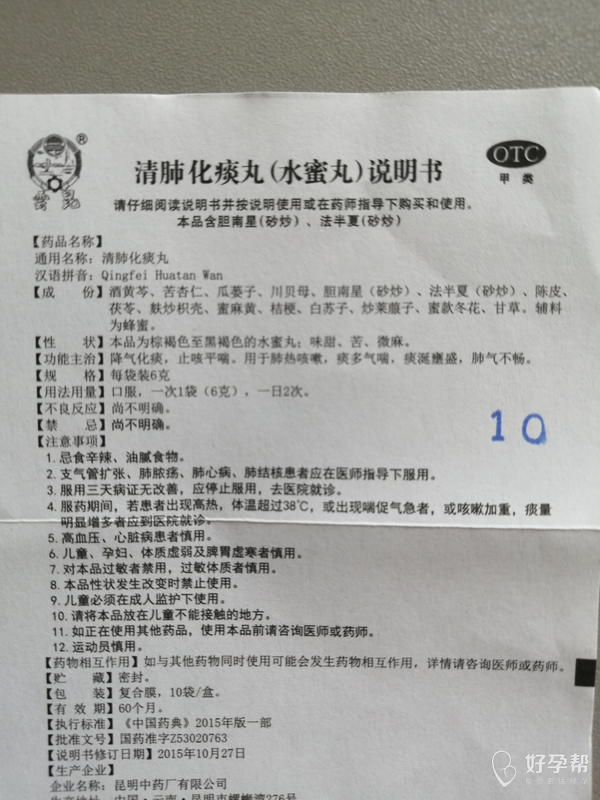 清肺化痰丸(水蜜丸)说明书
OTC
甲 类
请仔细阅读说明书并按说明使用或在药师指导下购买和使用。
本品含胆南星(砂炒)、法半夏(砂炒)
【药品名称】
通用名称：清肺化痰丸
汉语拼音：Qingfei Huatan Wan
【成　　份】酒黄芩、苦杏仁、瓜蒌子、川贝母、胆南星(砂炒)、法半夏(砂炒)、陈皮、
茯苓、麸炒枳壳、蜜麻黄、桔梗、白苏子、炒莱菔子、蜜款冬花、甘草。辅料
为蜂蜜。
【性　　状】本品为棕褐色至黑褐色的水蜜丸；味甜、苦、微麻。
【功能主治】降气化痰，止咳平喘。用于肺热咳嗽，痰多气喘，痰涎壅盛，肺气不畅。
【规　　格】每袋装6克
【用法用量】口服，一次1袋(6克)，一日2次。
【不良反应】尚不明确。
【禁　　忌】尚不明确。
10
【注意事项】
1. 忌食辛辣、油腻食物。
2. 支气管扩张、肺脓疡、肺心病、肺结核患者应在医师指导下服用。
3. 服用三天病证无改善，应停止服用，去医院就诊。
4. 服药期间，若患者出现高热，体温超过38℃，或出现喘促气急者，或咳嗽加重，痰量
明显增多者应到医院就诊。
5. 高血压、心脏病患者慎用。
6. 儿童、孕妇、体质虚弱及脾胃虚寒者慎用。
7. 对本品过敏者禁用，过敏体质者慎用。
8. 本品性状发生改变时禁止使用。
9. 儿童必须在成人监护下使用。
10. 请将本品放在儿童不能接触的地方。
11. 如正在使用其他药品，使用本品前请咨询医师或药师。
12. 运动员慎用。
【药物相互作用】如与其他药物同时使用可能会发生药物相互作用，详情请咨询医师或药师。
【贮　　藏】密封。
【包　　装】复合膜，10袋/盒。
【有 效 期】60个月。
【执行标准】《中国药典》2015年版一部
【批准文号】国药准字Z53020763
【说明书修订日期】2015年10月27日
【生产企业】
企业名称：昆明中药厂有限公司
生产地址：中国·云南·昆明市螺蛳湾276号
好孕帮